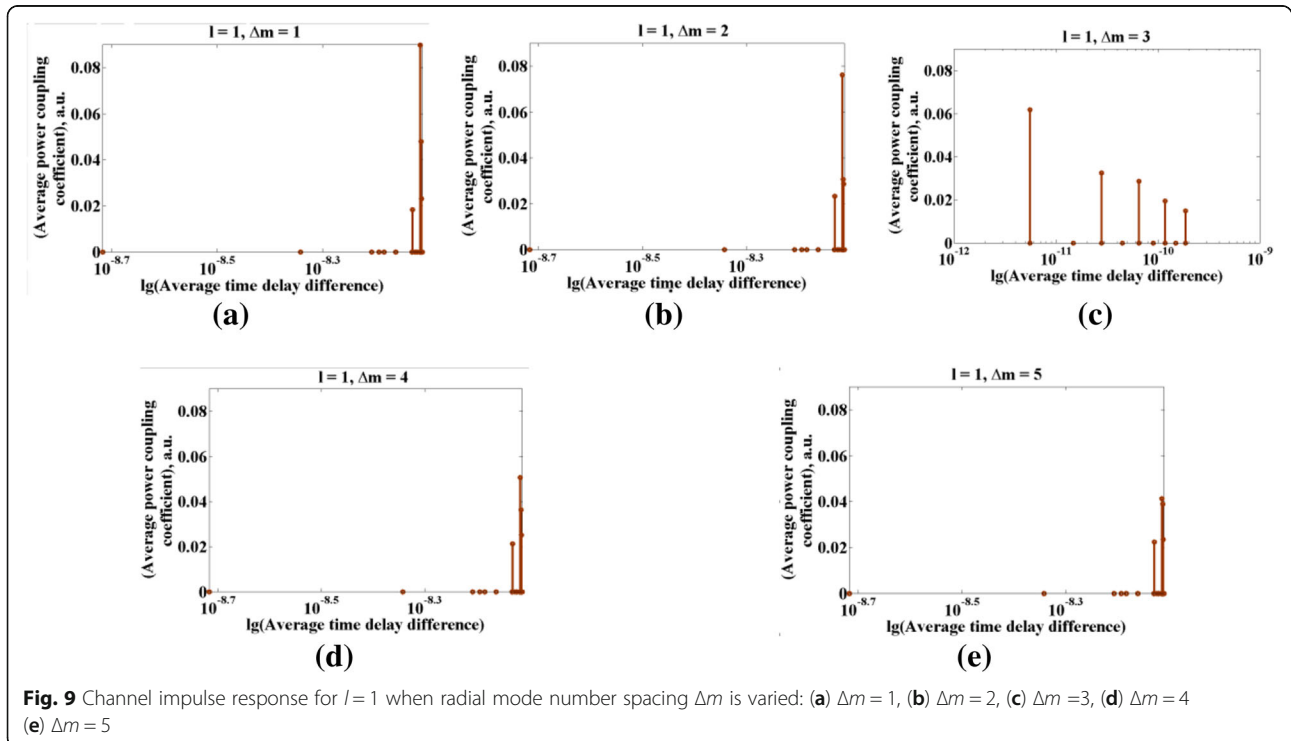 l = 1, Δm = 1
(Average power coupling
coefficient), a.u.
0.08
0.06
0.04
0.02
0
10^-8.7
10^-8.5
10^-8.3
lg(Average time delay difference)
(a)
l = 1, Δm = 2
(Average power coupling
coefficient), a.u.
0.08
0.06
0.04
0.02
0
10^-8.7
10^-8.5
10^-8.3
lg(Average time delay difference)
(b)
l = 1, Δm = 3
(Average power coupling
coefficient), a.u.
0.08
0.06
0.04
0.02
0
10^-12
10^-11
10^-10
10^-9
lg(Average time delay difference)
(c)
l = 1, Δm = 4
(Average power coupling
coefficient), a.u.
0.08
0.06
0.04
0.02
0
10^-8.7
10^-8.5
10^-8.3
lg(Average time delay difference)
(d)
l = 1, Δm = 5
(Average power coupling
coefficient), a.u.
0.08
0.06
0.04
0.02
0
10^-8.7
10^-8.5
10^-8.3
lg(Average time delay difference)
(e)
Fig. 9 Channel impulse response for l = 1 when radial mode number spacing Δm is varied: (a) Δm = 1, (b) Δm = 2, (c) Δm =3, (d) Δm = 4
(e) Δm = 5